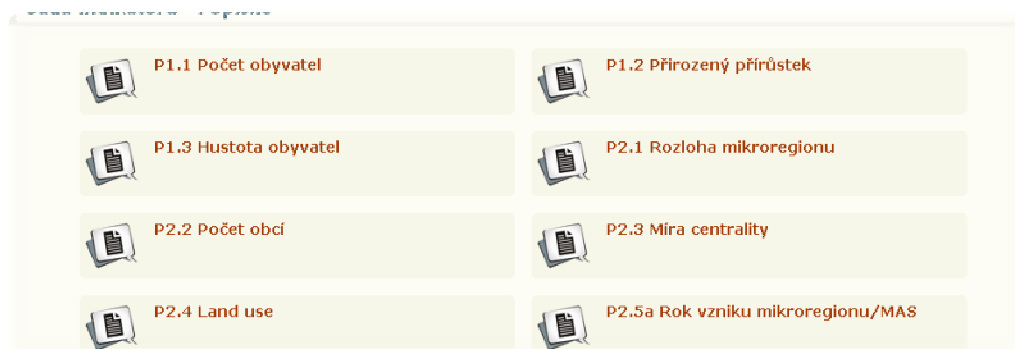 P1.1 Počet obyvatel
P1.2 Přirozený přírůstek
P1.3 Hustota obyvatel
P2.1 Rozloha mikroregionu
P2.2 Počet obcí
P2.3 Míra centrality
P2.4 Land use
P2.5a Rok vzniku mikroregionu/MAS